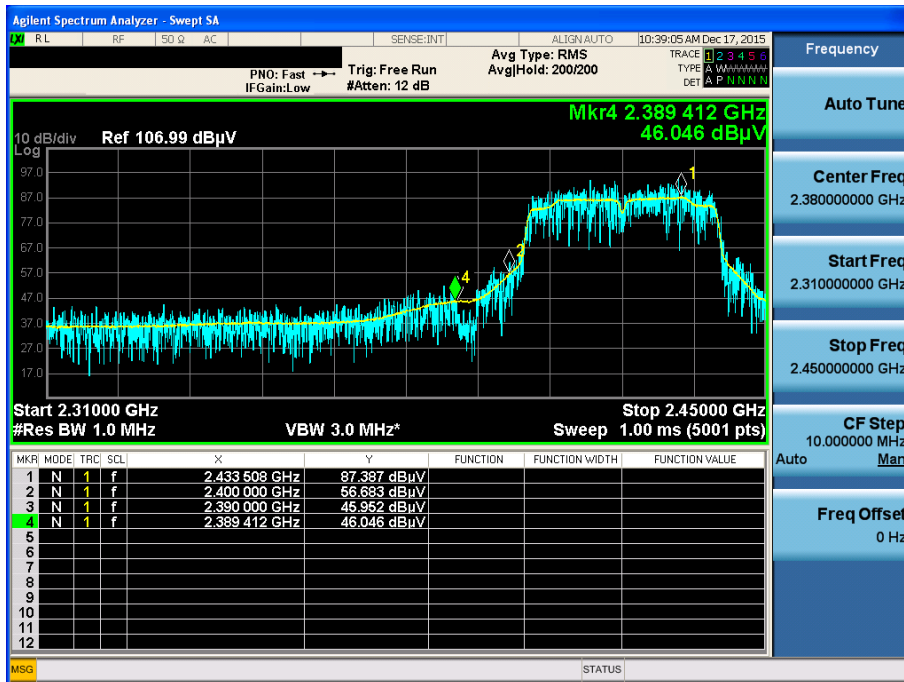 Agilent Spectrum Analyzer - Swept SA
LXI RL RF 50 Ω AC SENSE:INT ALIGN AUTO 10:39:05 AM Dec 17, 2015
Frequency
PNO: Fast Trig: Free Run Avg Type: RMS TRACE 1 2 3 4 5 6
IFGain:Low #Atten: 12 dB Avg|Hold: 200/200 TYPE A WWWWW
DET A P N N N N
Auto Tune
Mkr4 2.389 412 GHz
46.046 dBµV
10 dB/div Ref 106.99 dBµV
Log
97.0
87.0
77.0
67.0
57.0
47.0
37.0
27.0
17.0
1
2
4
Center Freq
2.380000000 GHz
Start Freq
2.310000000 GHz
Stop Freq
2.450000000 GHz
Start 2.31000 GHz Stop 2.45000 GHz
#Res BW 1.0 MHz VBW 3.0 MHz* Sweep 1.00 ms (5001 pts)
CF Step
10.000000 MHz
Auto Man
MKR MODE TRC SCL X Y FUNCTION FUNCTION WIDTH FUNCTION VALUE
1 N 1 f 2.433 508 GHz 87.387 dBµV
2 N 1 f 2.400 000 GHz 56.683 dBµV
3 N 1 f 2.390 000 GHz 45.952 dBµV
4 N 1 f 2.389 412 GHz 46.046 dBµV
5
6
7
8
9
10
11
12
Freq Offset
0 Hz
MSG STATUS